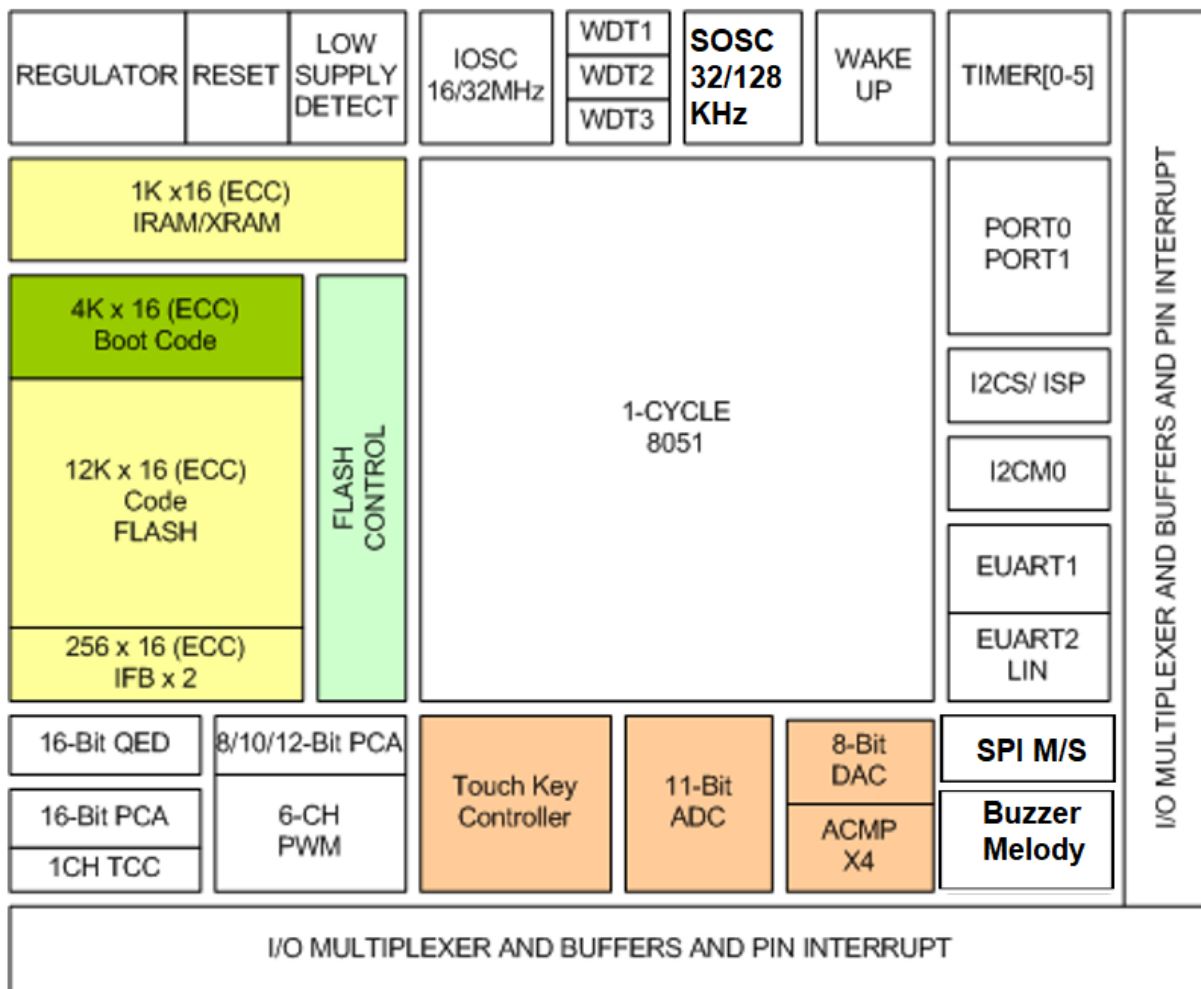 REGULATOR
RESET
LOW
SUPPLY
DETECT
IOSC
16/32MHz
WDT1
WDT2
WDT3
SOSC
32/128
KHz
WAKE
UP
TIMER[0-5]
1K x16 (ECC)
IRAM/XRAM
4K x 16 (ECC)
Boot Code
12K x 16 (ECC)
Code
FLASH
256 x 16 (ECC)
IFB x 2
FLASH
CONTROL
1-CYCLE
8051
PORT0
PORT1
I2CS/ ISP
I2CM0
EUART1
EUART2
LIN
16-Bit QED
16-Bit PCA
1CH TCC
8/10/12-Bit PCA
6-CH
PWM
Touch Key
Controller
11-Bit
ADC
8-Bit
DAC
ACMP
X4
SPI M/S
Buzzer
Melody
I/O MULTIPLEXER AND BUFFERS AND PIN INTERRUPT
I/O MULTIPLEXER AND BUFFERS AND PIN INTERRUPT